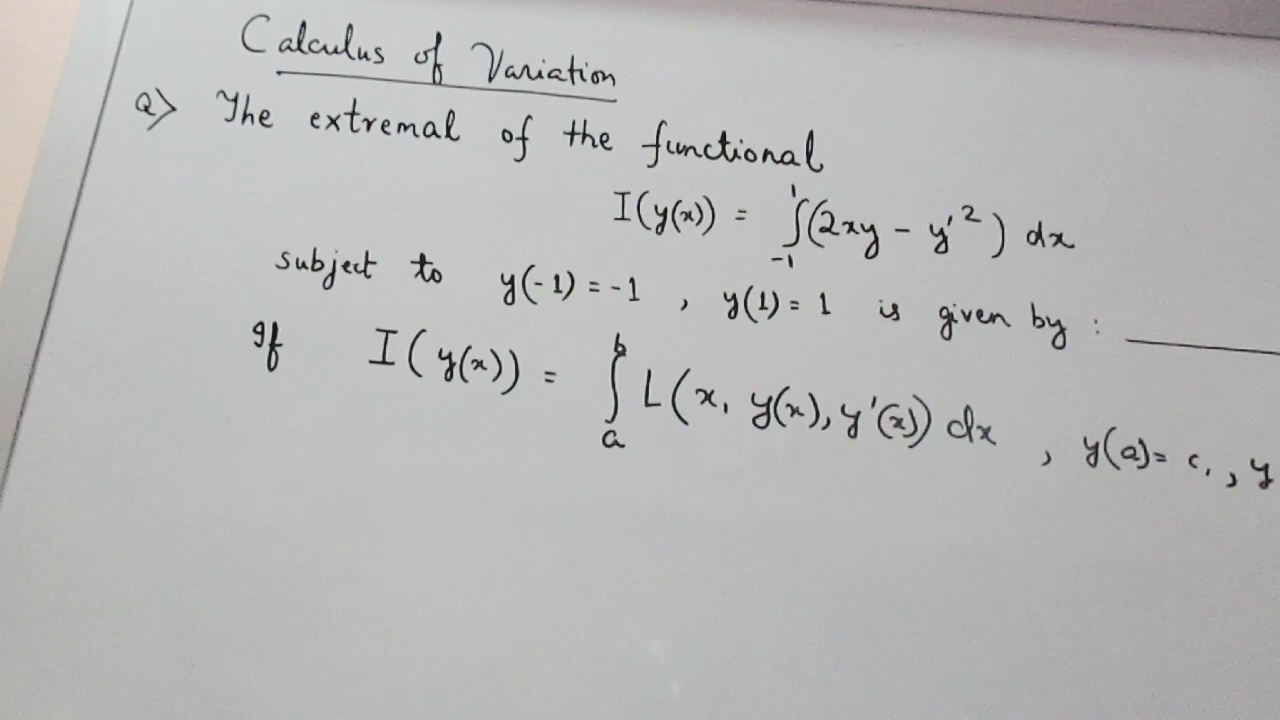 Calculus of Variation
Q> The extremal of the functional
I(y(x)) = ∫₋₁¹(2xy - y'²) dx
subject to y(-1) = -1 , y(1) = 1 is given by : ______
If I(y(x)) = ∫ₐᵇ L(x, y(x), y'(x)) dx , y(a) = c₁ , y